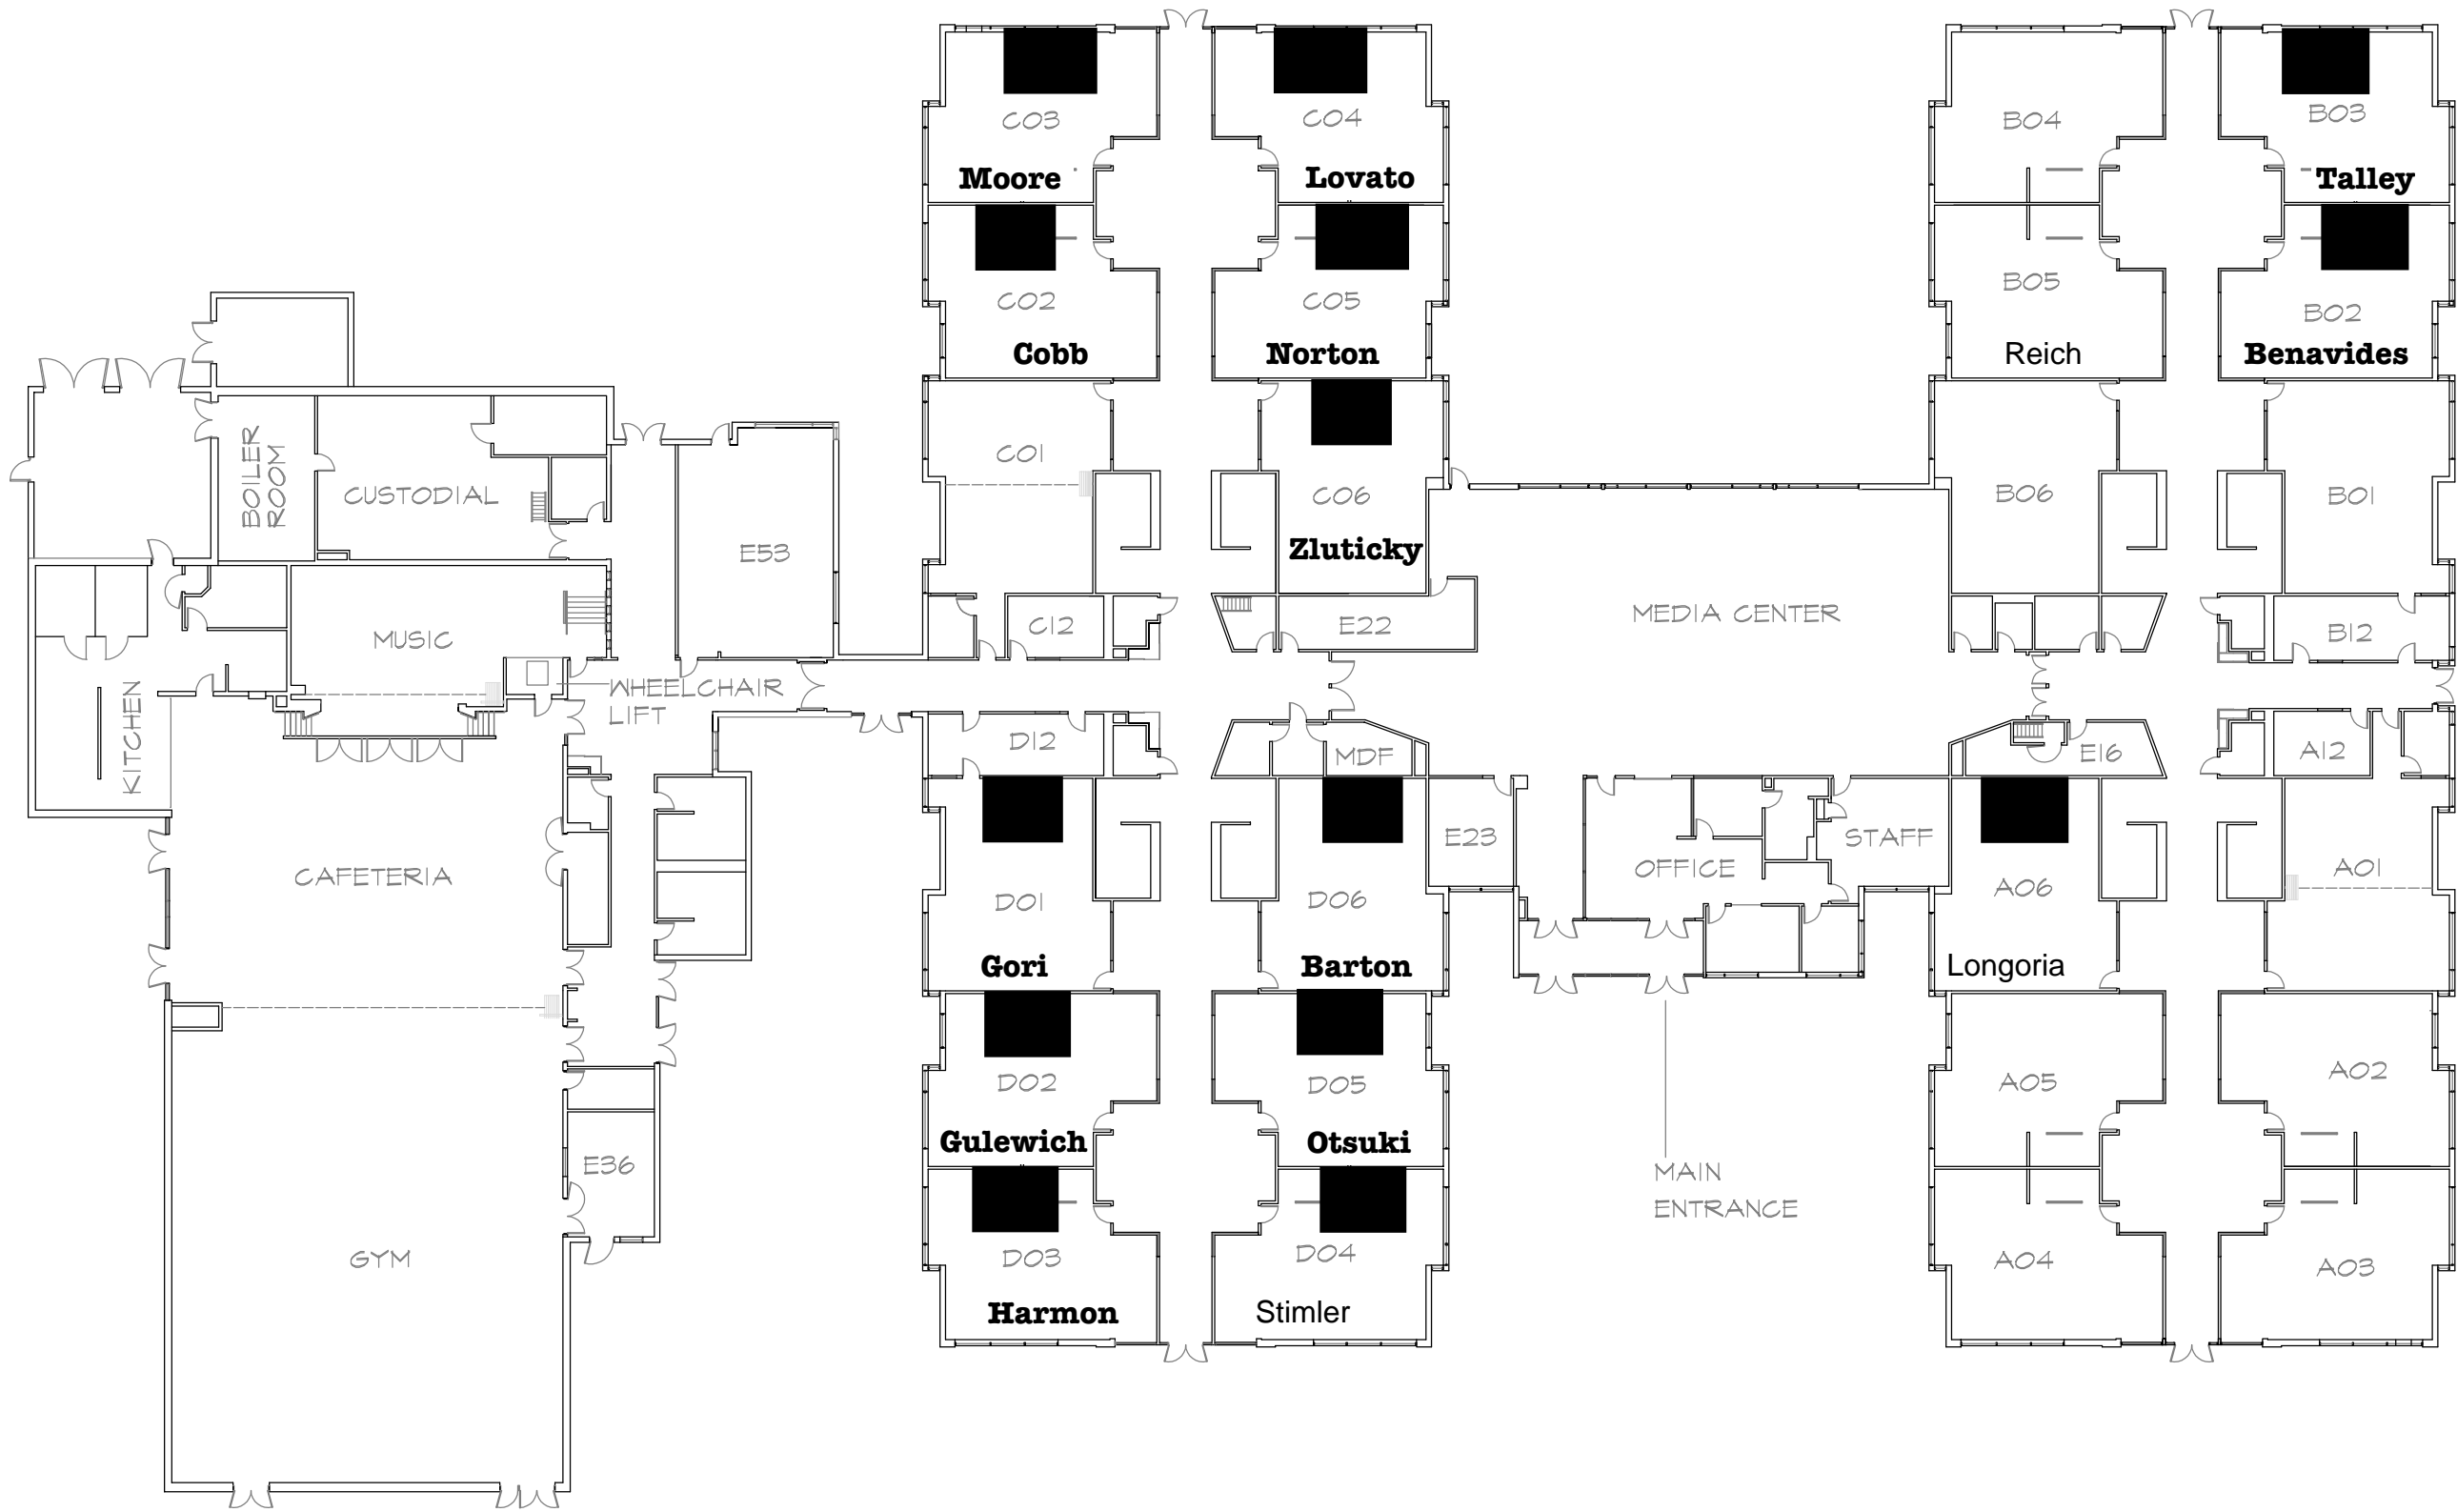 C03
Moore
C04
Lovato
B04
B03
Talley
C02
Cobb
C05
Norton
B05
Reich
B02
Benavides
BOILER
ROOM
CUSTODIAL
E53
C01
C06
Zluticky
B06
B01
MUSIC
C12
E22
MEDIA CENTER
B12
KITCHEN
WHEELCHAIR
LIFT
D12
MDF
E16
A12
CAFETERIA
D01
Gori
D06
Barton
E23
OFFICE
STAFF
A06
Longoria
A01
D02
Gulewich
D05
Otsuki
A05
A02
E36
MAIN
ENTRANCE
GYM
D03
Harmon
D04
Stimler
A04
A03